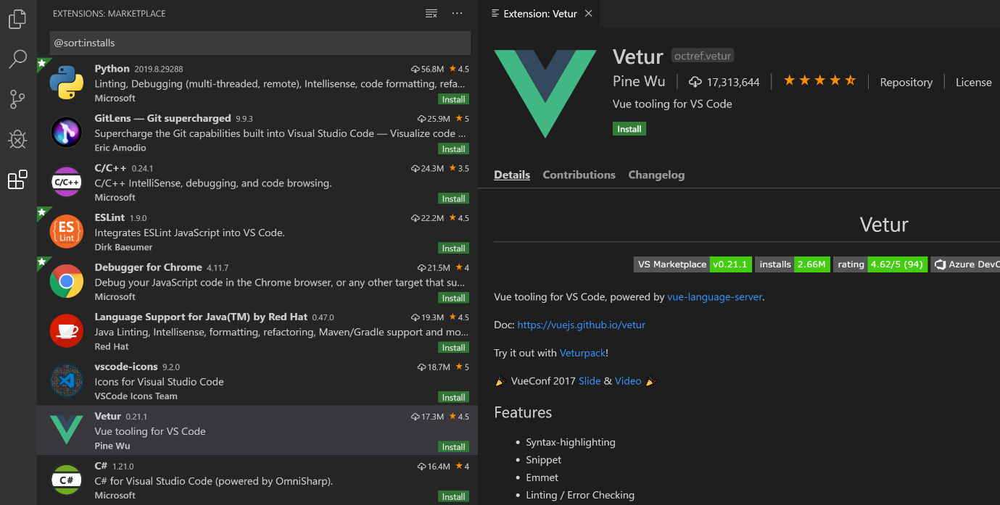 EXTENSIONS: MARKETPLACE
@sort:installs
Python 2019.8.29288 56.8M 4.5
Linting, Debugging (multi-threaded, remote), Intellisense, code formatting, refa...
Microsoft Install
GitLens — Git supercharged 9.9.3 25.9M 5
Supercharge the Git capabilities built into Visual Studio Code — Visualize code ...
Eric Amodio Install
C/C++
C/C++ 0.24.1 24.3M 3.5
C/C++ IntelliSense, debugging, and code browsing.
Microsoft Install
ES
Lint
ESLint 1.9.0 22.2M 4.5
Integrates ESLint JavaScript into VS Code.
Dirk Baeumer Install
Debugger for Chrome 4.11.7 21.5M 4
Debug your JavaScript code in the Chrome browser, or any other target that su...
Microsoft Install
Language Support for Java(TM) by Red Hat 0.47.0 19.3M 4.5
Java Linting, Intellisense, formatting, refactoring, Maven/Gradle support and mo...
Red Hat Install
vscode-icons 9.2.0 18.7M 5
Icons for Visual Studio Code
VSCode Icons Team Install
Vetur 0.21.1 17.3M 4.5
Vue tooling for VS Code
Pine Wu Install
C#
C# 1.21.0 16.4M 4
C# for Visual Studio Code (powered by OmniSharp).
Microsoft Install
Extension: Vetur
Vetur octref.vetur
Pine Wu 17,313,644 Repository License
Vue tooling for VS Code
Install
Details Contributions Changelog
Vetur
VS Marketplace v0.21.1 installs 2.66M rating 4.62/5 (94) Azure DevO
Vue tooling for VS Code, powered by vue-language-server.
Doc: https://vuejs.github.io/vetur
Try it out with Veturpack!
🎉 VueConf 2017 Slide & Video 🎉
Features
• Syntax-highlighting
• Snippet
• Emmet
• Linting / Error Checking